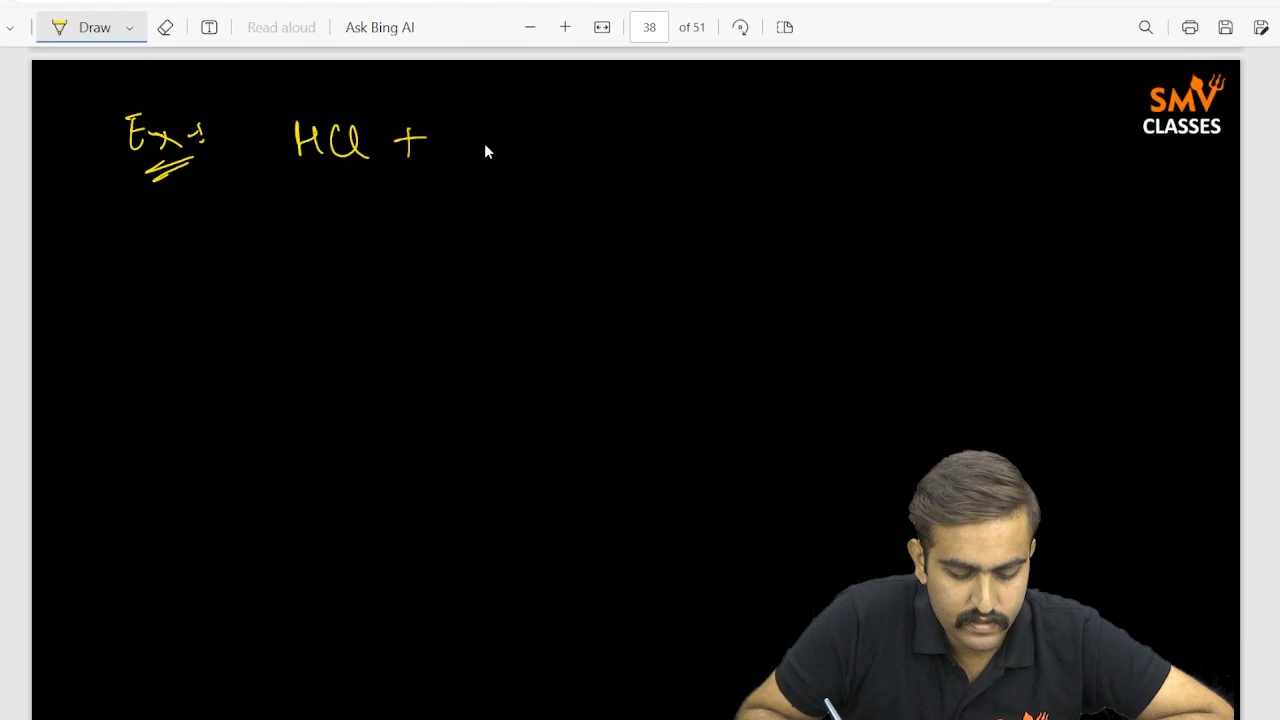 Draw
Read aloud
Ask Bing AI
38 of 51
SMV
CLASSES
Ex:
HCl +